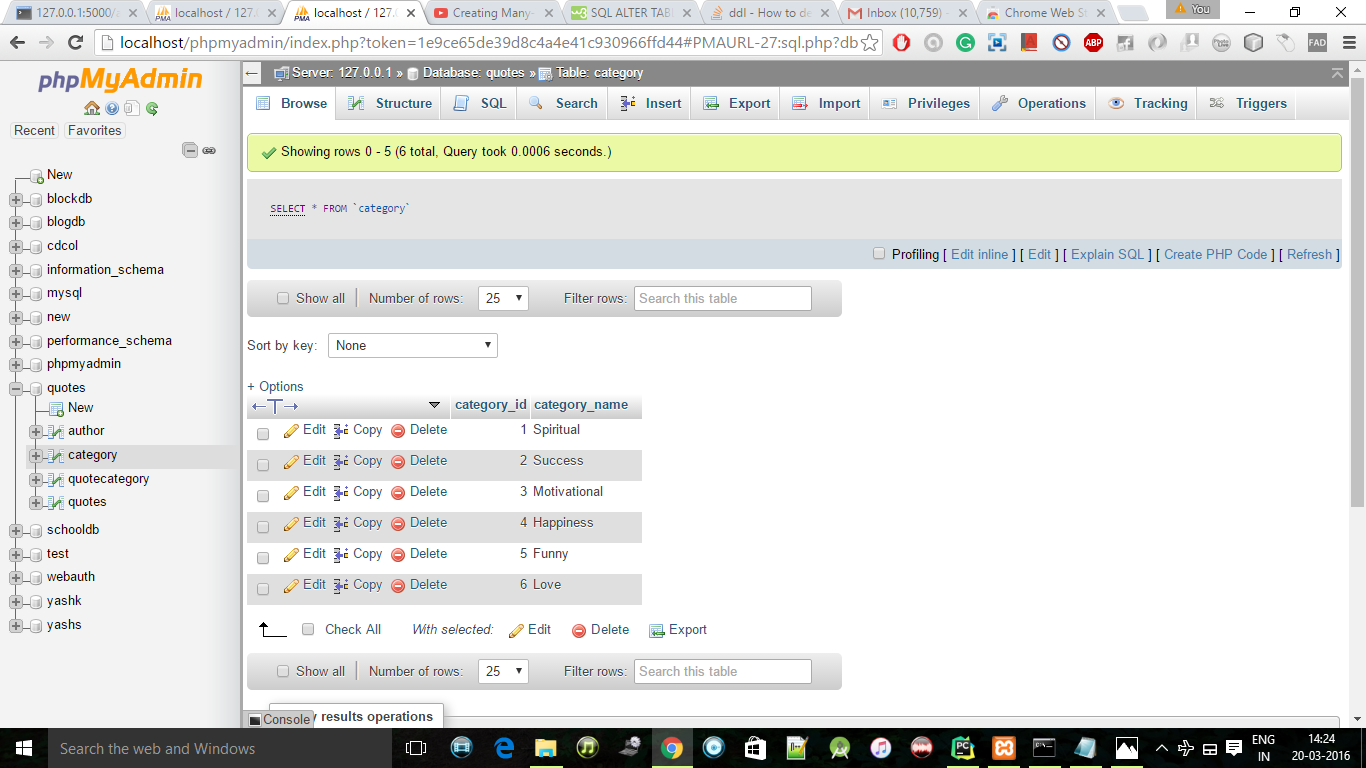 127.0.0.1:5000/
localhost / 127.
localhost / 127.
Creating Many-
SQL ALTER TAB
ddl - How to de
Inbox (10,759) -
Chrome Web St
You
localhost/phpmyadmin/index.php?token=1e9ce65de39d8c4a4e41c930966ffd44#PMAURL-27:sql.php?db
ABP
FAD
phpMyAdmin
Recent
Favorites
New
blockdb
blogdb
cdcol
information_schema
mysql
new
performance_schema
phpmyadmin
quotes
New
author
category
quotecategory
quotes
schooldb
test
webauth
yashk
yashs
Server: 127.0.0.1 » Database: quotes » Table: category
Browse Structure SQL Search Insert Export Import Privileges Operations Tracking Triggers
Showing rows 0 - 5 (6 total, Query took 0.0006 seconds.)
SELECT * FROM `category`
Profiling [ Edit inline ] [ Edit ] [ Explain SQL ] [ Create PHP Code ] [ Refresh ]
Show all Number of rows: 25 Filter rows: Search this table
Sort by key: None
+ Options
category_id category_name
Edit Copy Delete 1 Spiritual
Edit Copy Delete 2 Success
Edit Copy Delete 3 Motivational
Edit Copy Delete 4 Happiness
Edit Copy Delete 5 Funny
Edit Copy Delete 6 Love
Check All With selected: Edit Delete Export
Show all Number of rows: 25 Filter rows: Search this table
Console
results operations
Search the web and Windows
ENG
IN
14:24
20-03-2016